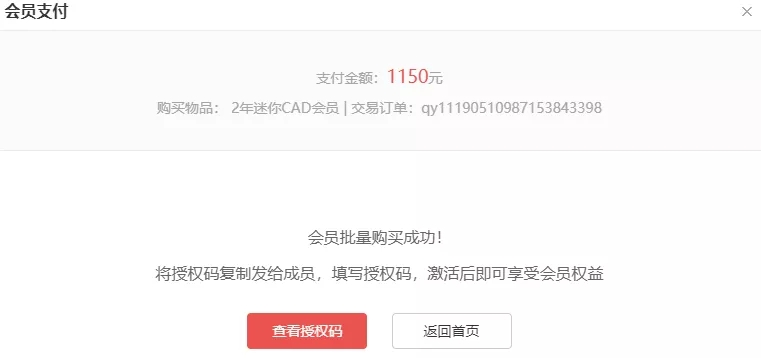 会员支付
支付金额：1150元
购买物品： 2年迷你CAD会员 | 交易订单：qy11190510987153843398
会员批量购买成功！
将授权码复制发给成员，填写授权码，激活后即可享受会员权益
查看授权码 返回首页